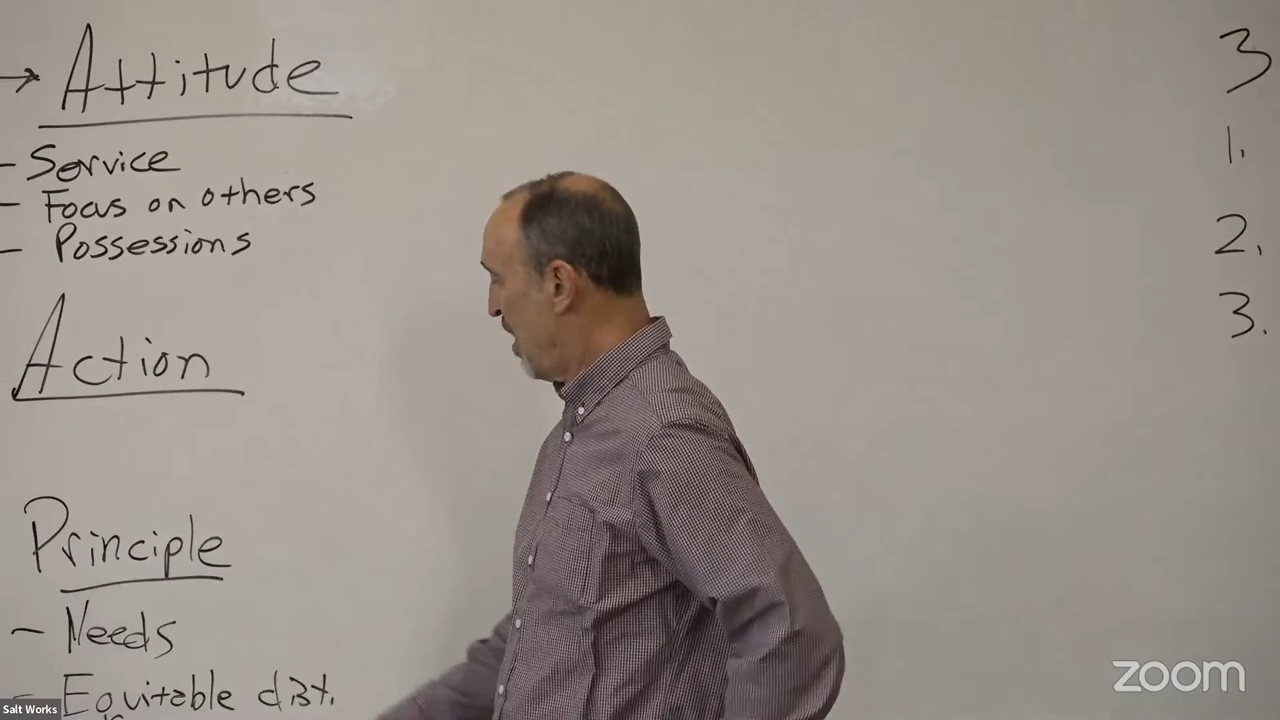 → Attitude
- Service
- Focus on others
- Possessions
Action
Principle
- Needs
- Equitable dist.
3
1.
2.
3.
Salt Works
zoom